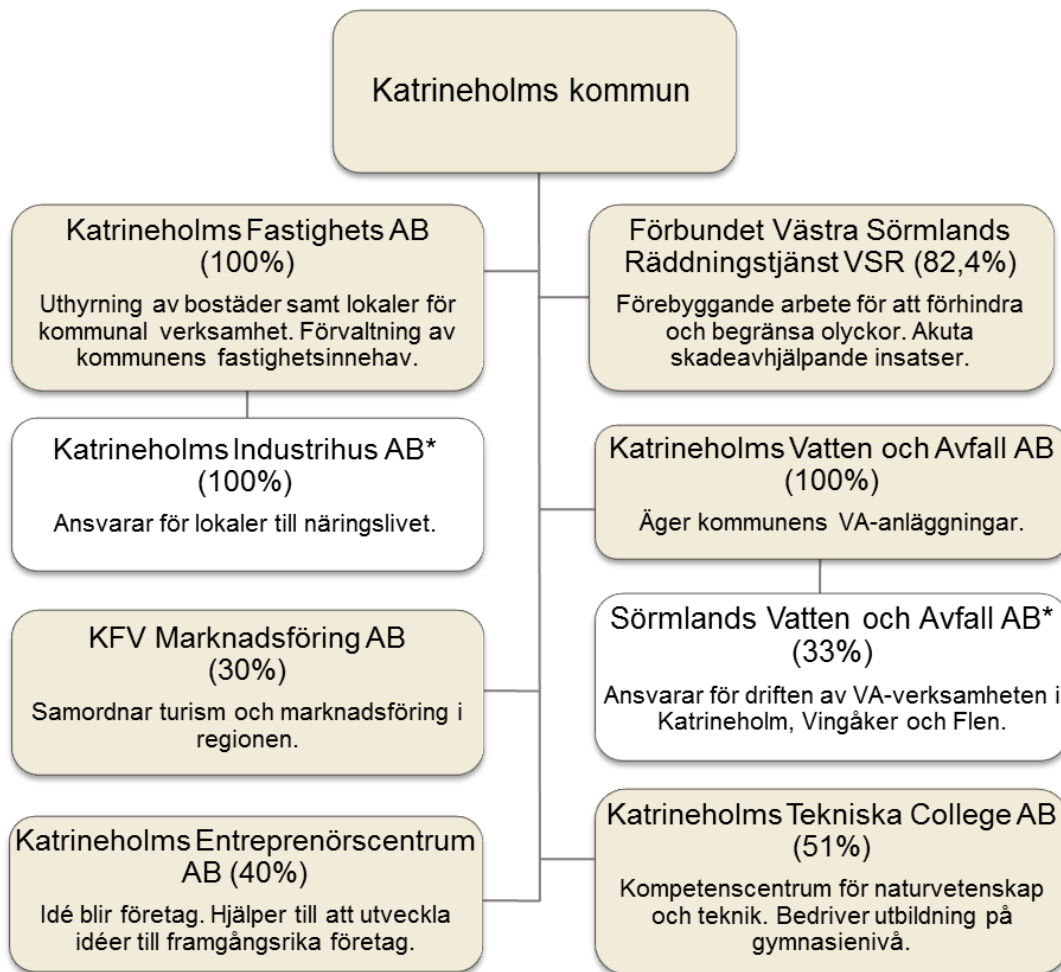 Katrineholms kommun
Katrineholms Fastighets AB
(100%)
Uthyrning av bostäder samt lokaler för
kommunal verksamhet. Förvaltning av
kommunens fastighetsinnehav.
Förbundet Västra Sörmlands
Räddningstjänst VSR (82,4%)
Förebyggande arbete för att förhindra
och begränsa olyckor. Akuta
skadeavhjälpande insatser.
Katrineholms Industrihus AB*
(100%)
Ansvarar för lokaler till näringslivet.
Katrineholms Vatten och Avfall AB
(100%)
Äger kommunens VA-anläggningar.
Sörmlands Vatten och Avfall AB*
(33%)
Ansvarar för driften av VA-verksamheten i
Katrineholm, Vingåker och Flen.
KFV Marknadsföring AB
(30%)
Samordnar turism och marknadsföring i
regionen.
Katrineholms Entreprenörscentrum
AB (40%)
Idé blir företag. Hjälper till att utveckla
idéer till framgångsrika företag.
Katrineholms Tekniska College AB
(51%)
Kompetenscentrum för naturvetenskap
och teknik. Bedriver utbildning på
gymnasienivå.